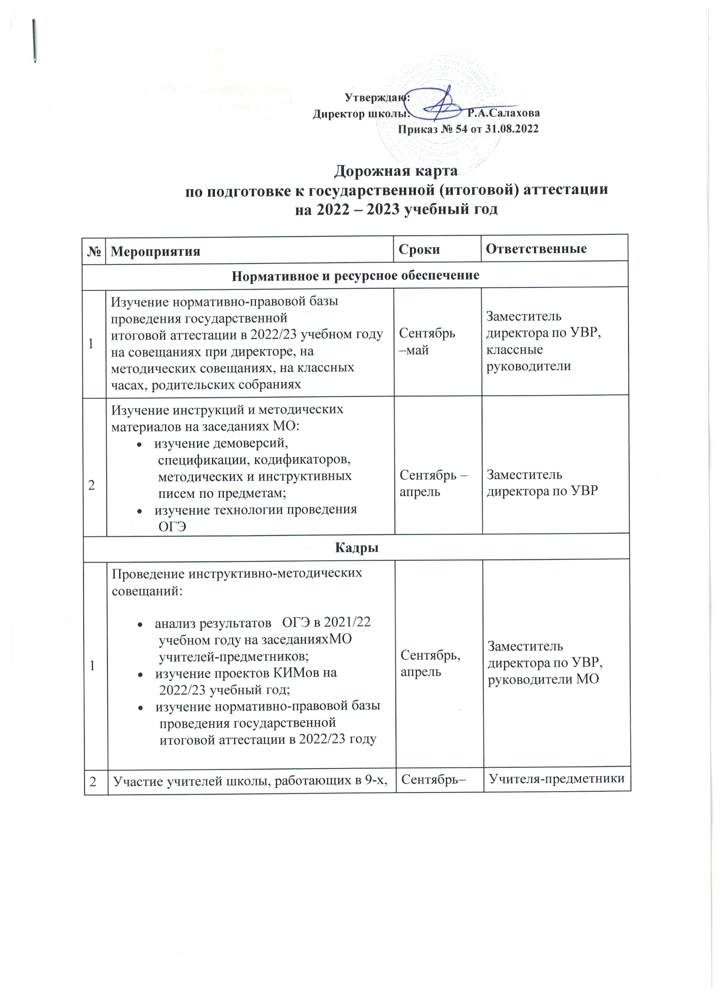 Утверждаю:
Директор школы: Р.А.Салахова
Приказ № 54 от 31.08.2022
Дорожная карта
по подготовке к государственной (итоговой) аттестации
на 2022 – 2023 учебный год
№ Мероприятия Сроки Ответственные
Нормативное и ресурсное обеспечение
1
Изучение нормативно-правовой базы
проведения государственной
итоговой аттестации в 2022/23 учебном году
на совещаниях при директоре, на
методических совещаниях, на классных
часах, родительских собраниях
Сентябрь
–май
Заместитель
директора по УВР,
классные
руководители
2
Изучение инструкций и методических
материалов на заседаниях МО:
• изучение демоверсий,
спецификации, кодификаторов,
методических и инструктивных
писем по предметам;
• изучение технологии проведения
ОГЭ
Сентябрь –
апрель
Заместитель
директора по УВР
Кадры
1
Проведение инструктивно-методических
совещаний:
• анализ результатов ОГЭ в 2021/22
учебном году на заседанияхМО
учителей-предметников;
• изучение проектов КИМов на
2022/23 учебный год;
• изучение нормативно-правовой базы
проведения государственной
итоговой аттестации в 2022/23 году
Сентябрь,
апрель
Заместитель
директора по УВР,
руководители МО
2 Участие учителей школы, работающих в 9-х, Сентябрь– Учителя-предметники